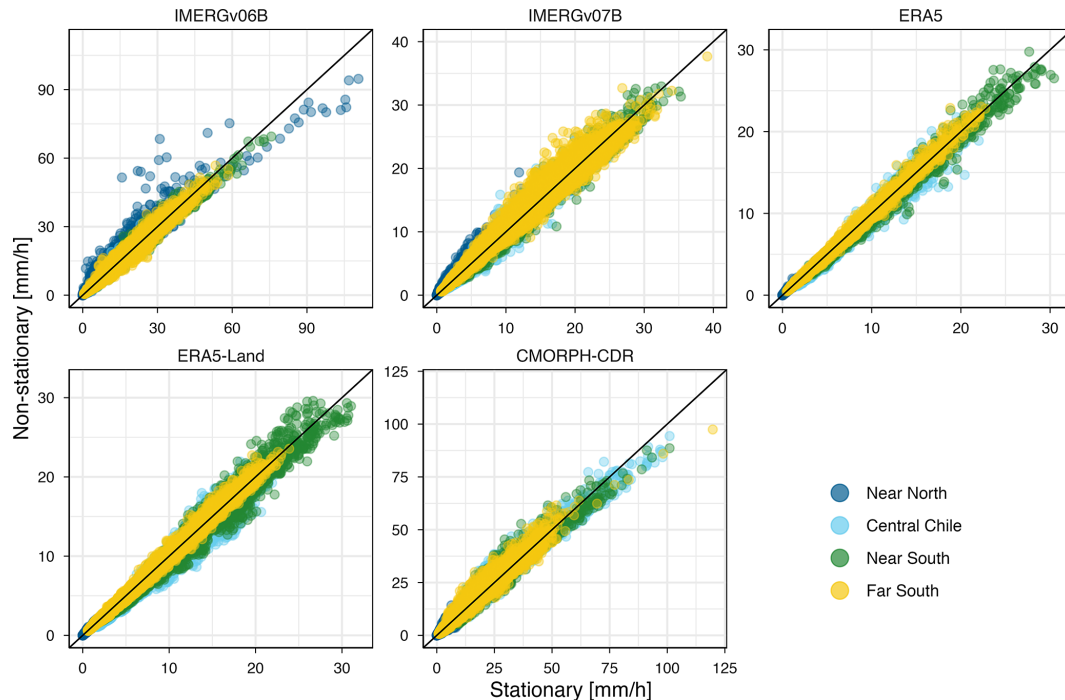 IMERGv06B
IMERGv07B
ERA5
90
60
30
0
0 30 60 90
40
30
20
10
0
0 10 20 30 40
30
20
10
0
0 10 20 30
Non-stationary [mm/h]
ERA5-Land
CMORPH-CDR
30
20
10
0
0 10 20 30
125
100
75
50
25
0
0 25 50 75 100 125
Near North
Central Chile
Near South
Far South
Stationary [mm/h]